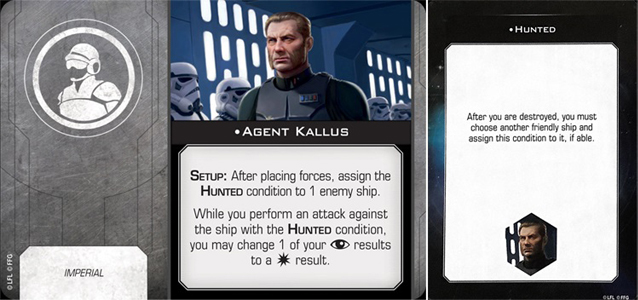 IMPERIAL
©LFL ©FFG
•AGENT KALLUS
SETUP: After placing forces, assign the
HUNTED condition to 1 enemy ship.
While you perform an attack against
the ship with the HUNTED condition,
you may change 1 of your results
to a result.
•HUNTED
After you are destroyed, you must
choose another friendly ship and
assign this condition to it, if able.
©LFL ©FFG